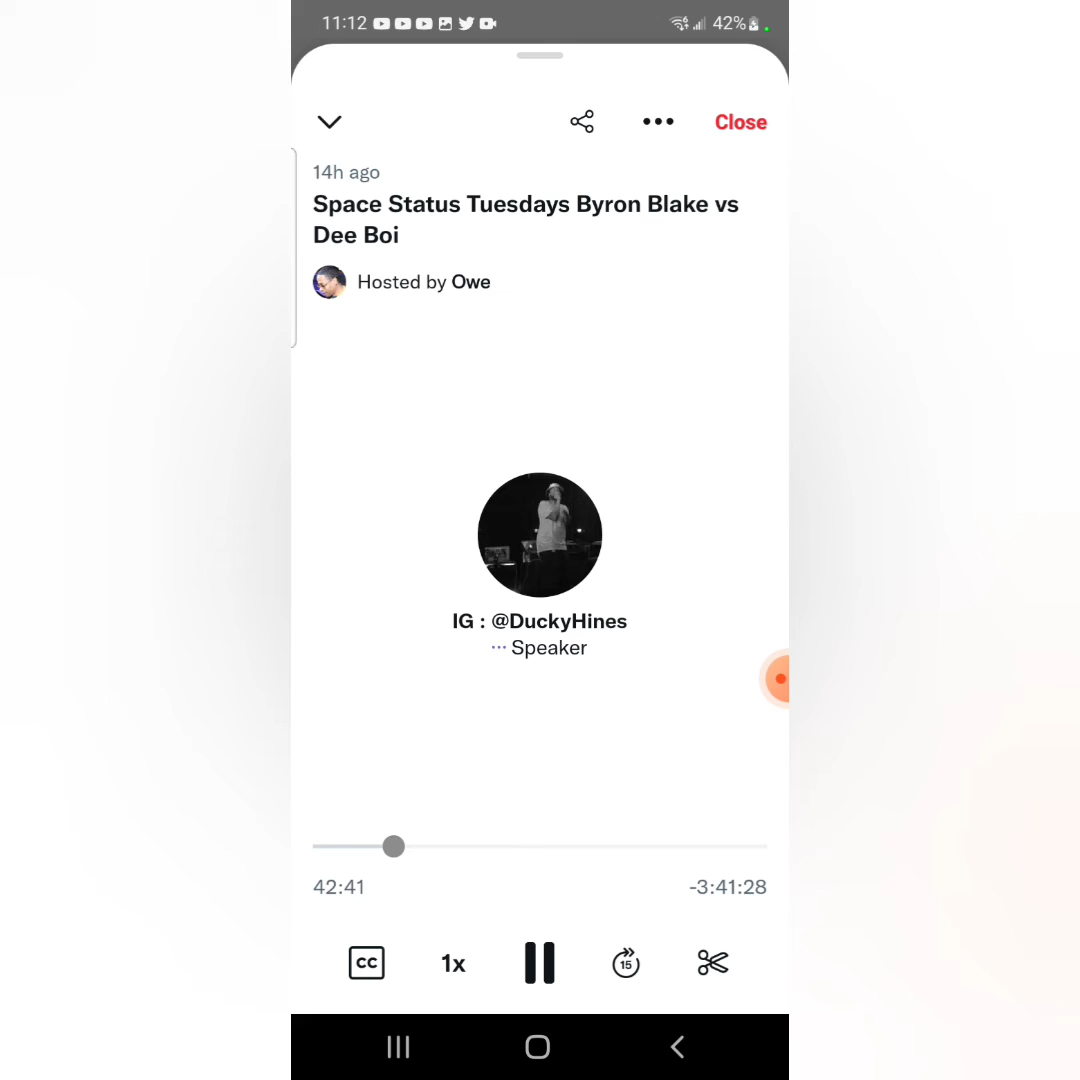 11:12 42%
Close
14h ago
Space Status Tuesdays Byron Blake vs
Dee Boi
Hosted by Owe
IG : @DuckyHines
Speaker
42:41 -3:41:28
CC 1x 15